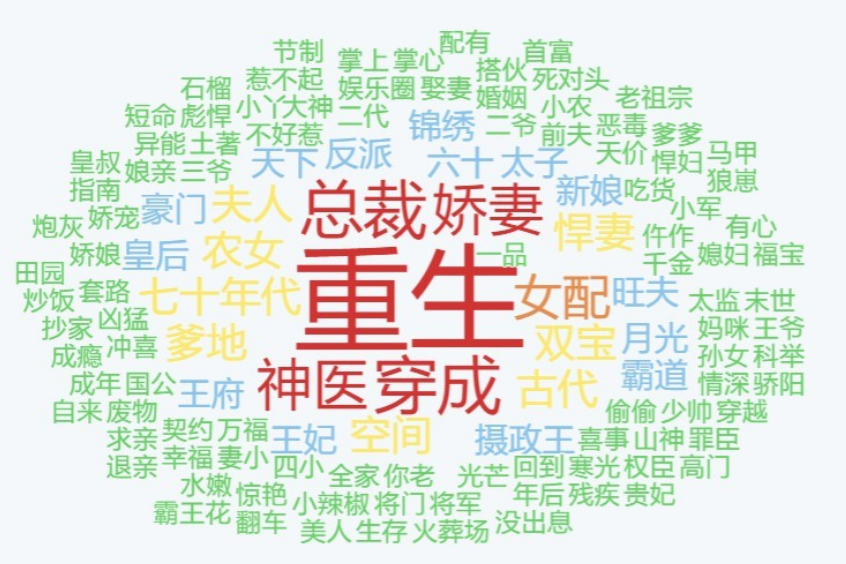 配有
节制 掌上 掌心 首富
石榴 惹不起 娱乐圈 娶妻 搭伙 死对头
短命 彪悍 小丫 大神 二代 锦绣 婚姻 小农 老祖宗
异能 土著 不好惹 二爷 前夫 恶毒 爹爹
皇叔 娘亲 三爷 天下 反派 六十 太子 天价 悍妇 马甲
指南 新娘 吃货 狼崽
炮灰 娇宠 豪门 夫人 总裁 娇妻 悍妻 小军 有心
娇娘 皇后 农女 一品 仵作 媳妇 福宝
田园 千金
炒饭 套路 七十年代 重生 女配 旺夫 太监 末世
抄家 凶猛 双宝 月光 妈咪 王爷
成瘾 冲喜 爹地 孙女 科举
成年 国公 王府 神医 穿成 古代 霸道 情深 骄阳
自来 废物 偷偷 少帅 穿越
求亲 契约 万福 王妃 空间 摄政王 喜事 山神 罪臣
退亲 幸福 妻小 四小 全家 你老 光芒 回到 寒光 权臣 高门
水嫩 惊艳 小辣椒 将门 将军 年后 残疾 贵妃
霸王花 翻车 美人 生存 火葬场 没出息